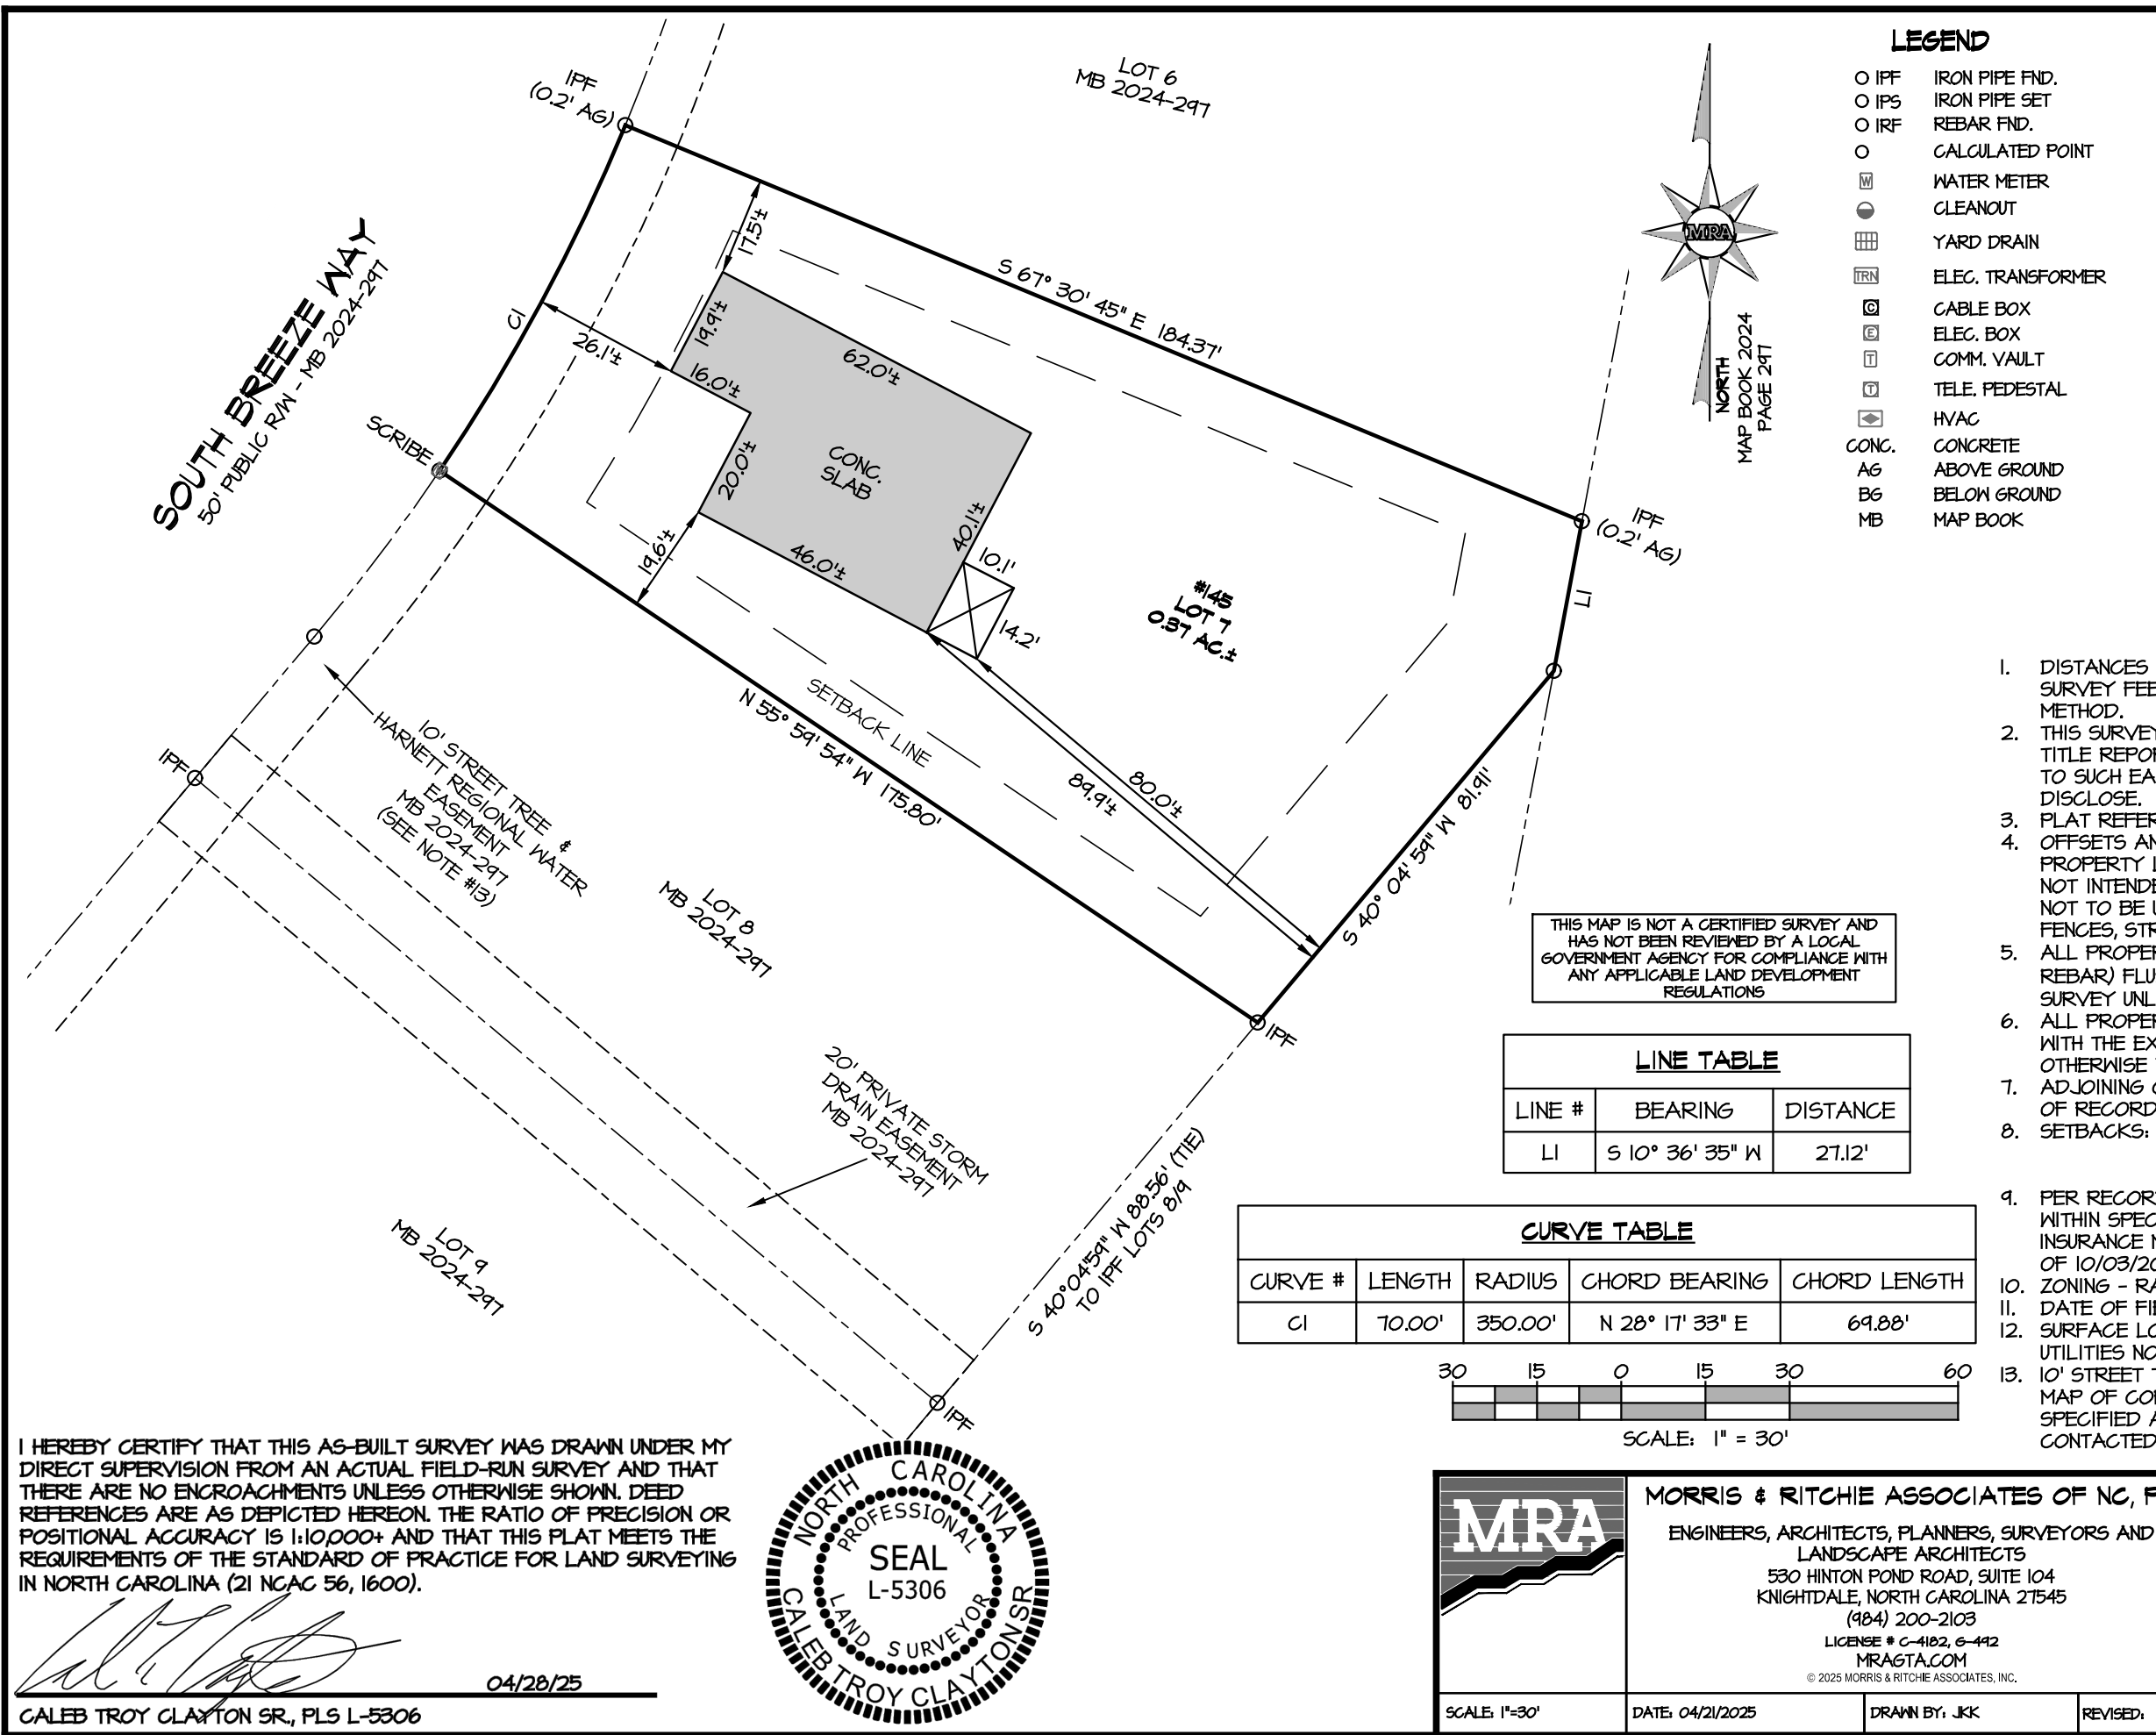 IPF
(0.2' AG)
LOT 6
MB 2024-297
SOUTH BREEZE WAY
50' PUBLIC R/W - MB 2024-297
C1
SCRIBE
17.5'±
S 67° 30' 45" E 184.37'
19.9'±
26.1'±
16.0'±
62.0'±
CONC.
SLAB
20.0'±
40.1'±
19.6'±
46.0'±
10.1'
14.2'
#145
LOT 7
0.37 AC.±
IPF
(0.2' AG)
L1
SETBACK LINE
N 55° 59' 54" W 175.80'
89.9'±
80.0'±
S 40° 04' 59" W 81.91'
IPF
10' STREET TREE &
HARNETT REGIONAL WATER
EASEMENT
MB 2024-297
(SEE NOTE #13)
LOT 8
MB 2024-297
IPF
20' PRIVATE STORM
DRAIN EASEMENT
MB 2024-297
S 40°04'59" W 88.56' (TIE)
TO IPF LOTS 8/9
LOT 9
MB 2024-297
IPF
MRA
NORTH
MAP BOOK 2024
PAGE 297
LEGEND
IPF IRON PIPE FND.
IPS IRON PIPE SET
IRF REBAR FND.
CALCULATED POINT
W WATER METER
CLEANOUT
YARD DRAIN
TRN ELEC. TRANSFORMER
C CABLE BOX
E ELEC. BOX
T COMM. VAULT
T TELE. PEDESTAL
HVAC
CONC. CONCRETE
AG ABOVE GROUND
BG BELOW GROUND
MB MAP BOOK
1. DISTANCES
SURVEY FEE
METHOD.
2. THIS SURVEY
TITLE REPO
TO SUCH EA
DISCLOSE.
3. PLAT REFER
4. OFFSETS AN
PROPERTY L
NOT INTENDE
NOT TO BE U
FENCES, STR
5. ALL PROPER
REBAR) FLU
SURVEY UNL
6. ALL PROPER
WITH THE EX
OTHERWISE
7. ADJOINING
OF RECORD
8. SETBACKS:
9. PER RECOR
WITHIN SPEC
INSURANCE
OF 10/03/20
10. ZONING - RA
11. DATE OF FIE
12. SURFACE LO
UTILITIES NO
13. 10' STREET T
MAP OF CO
SPECIFIED A
CONTACTED
THIS MAP IS NOT A CERTIFIED SURVEY AND
HAS NOT BEEN REVIEWED BY A LOCAL
GOVERNMENT AGENCY FOR COMPLIANCE WITH
ANY APPLICABLE LAND DEVELOPMENT
REGULATIONS
LINE TABLE
LINE # BEARING DISTANCE
L1 S 10° 36' 35" W 27.12'
CURVE TABLE
CURVE # LENGTH RADIUS CHORD BEARING CHORD LENGTH
C1 70.00' 350.00' N 28° 17' 33" E 69.88'
30 15 0 15 30 60
SCALE: 1" = 30'
I HEREBY CERTIFY THAT THIS AS-BUILT SURVEY WAS DRAWN UNDER MY
DIRECT SUPERVISION FROM AN ACTUAL FIELD-RUN SURVEY AND THAT
THERE ARE NO ENCROACHMENTS UNLESS OTHERWISE SHOWN. DEED
REFERENCES ARE AS DEPICTED HEREON. THE RATIO OF PRECISION OR
POSITIONAL ACCURACY IS 1:10,000+ AND THAT THIS PLAT MEETS THE
REQUIREMENTS OF THE STANDARD OF PRACTICE FOR LAND SURVEYING
IN NORTH CAROLINA (21 NCAC 56, 1600).
04/28/25
CALEB TROY CLAYTON SR., PLS L-5306
NORTH CAROLINA
PROFESSIONAL
SEAL
L-5306
LAND SURVEYOR
CALEB TROY CLAYTON SR
MRA
MORRIS & RITCHIE ASSOCIATES OF NC, P
ENGINEERS, ARCHITECTS, PLANNERS, SURVEYORS AND
LANDSCAPE ARCHITECTS
530 HINTON POND ROAD, SUITE 104
KNIGHTDALE, NORTH CAROLINA 27545
(984) 200-2103
LICENSE # C-4182, G-492
MRAGTA.COM
© 2025 MORRIS & RITCHIE ASSOCIATES, INC.
SCALE: 1"=30' DATE: 04/21/2025 DRAWN BY: JKK REVISED: